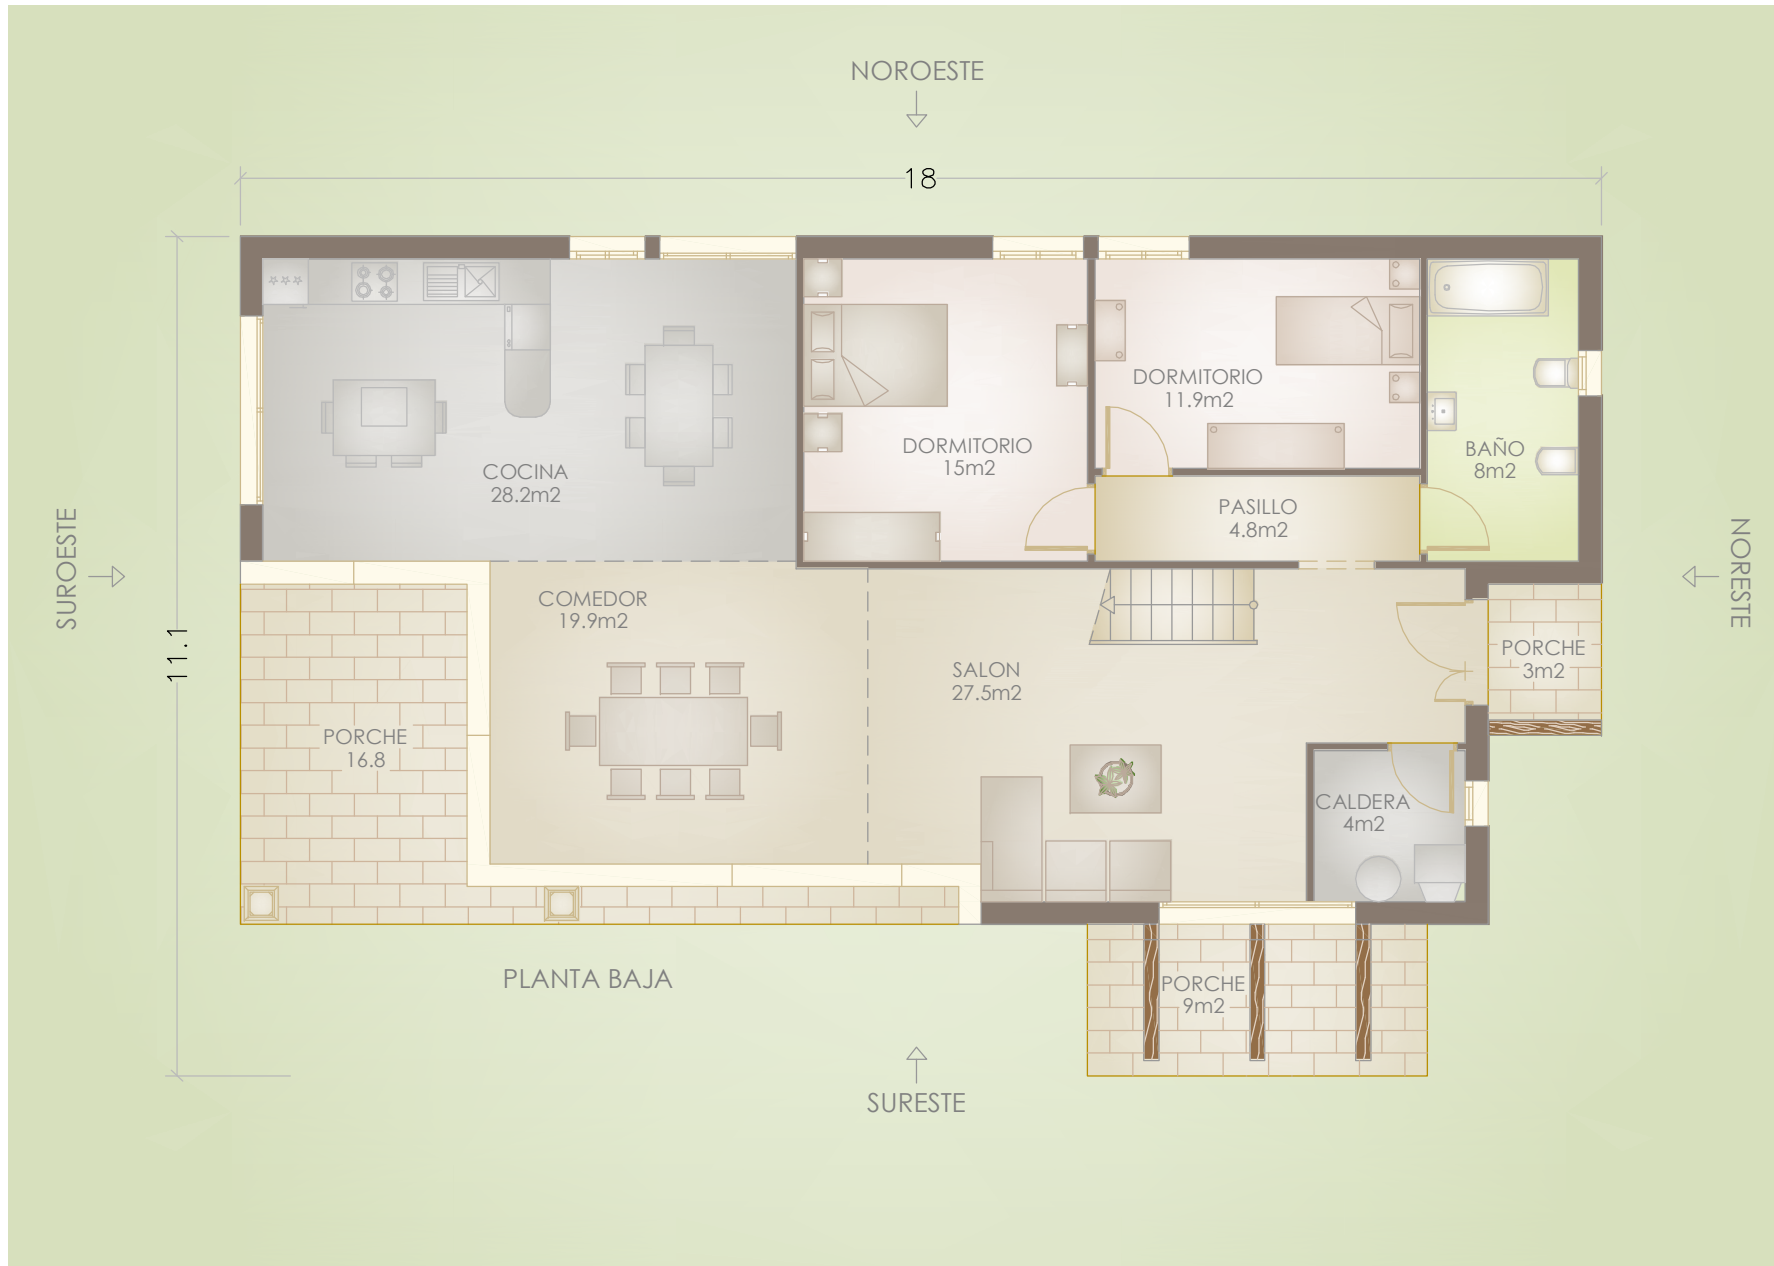 NOROESTE
18
SUROESTE
11.1
NORESTE
COCINA
28.2m2
DORMITORIO
15m2
DORMITORIO
11.9m2
BAÑO
8m2
PASILLO
4.8m2
COMEDOR
19.9m2
SALON
27.5m2
PORCHE
3m2
PORCHE
16.8
CALDERA
4m2
PORCHE
9m2
PLANTA BAJA
SURESTE